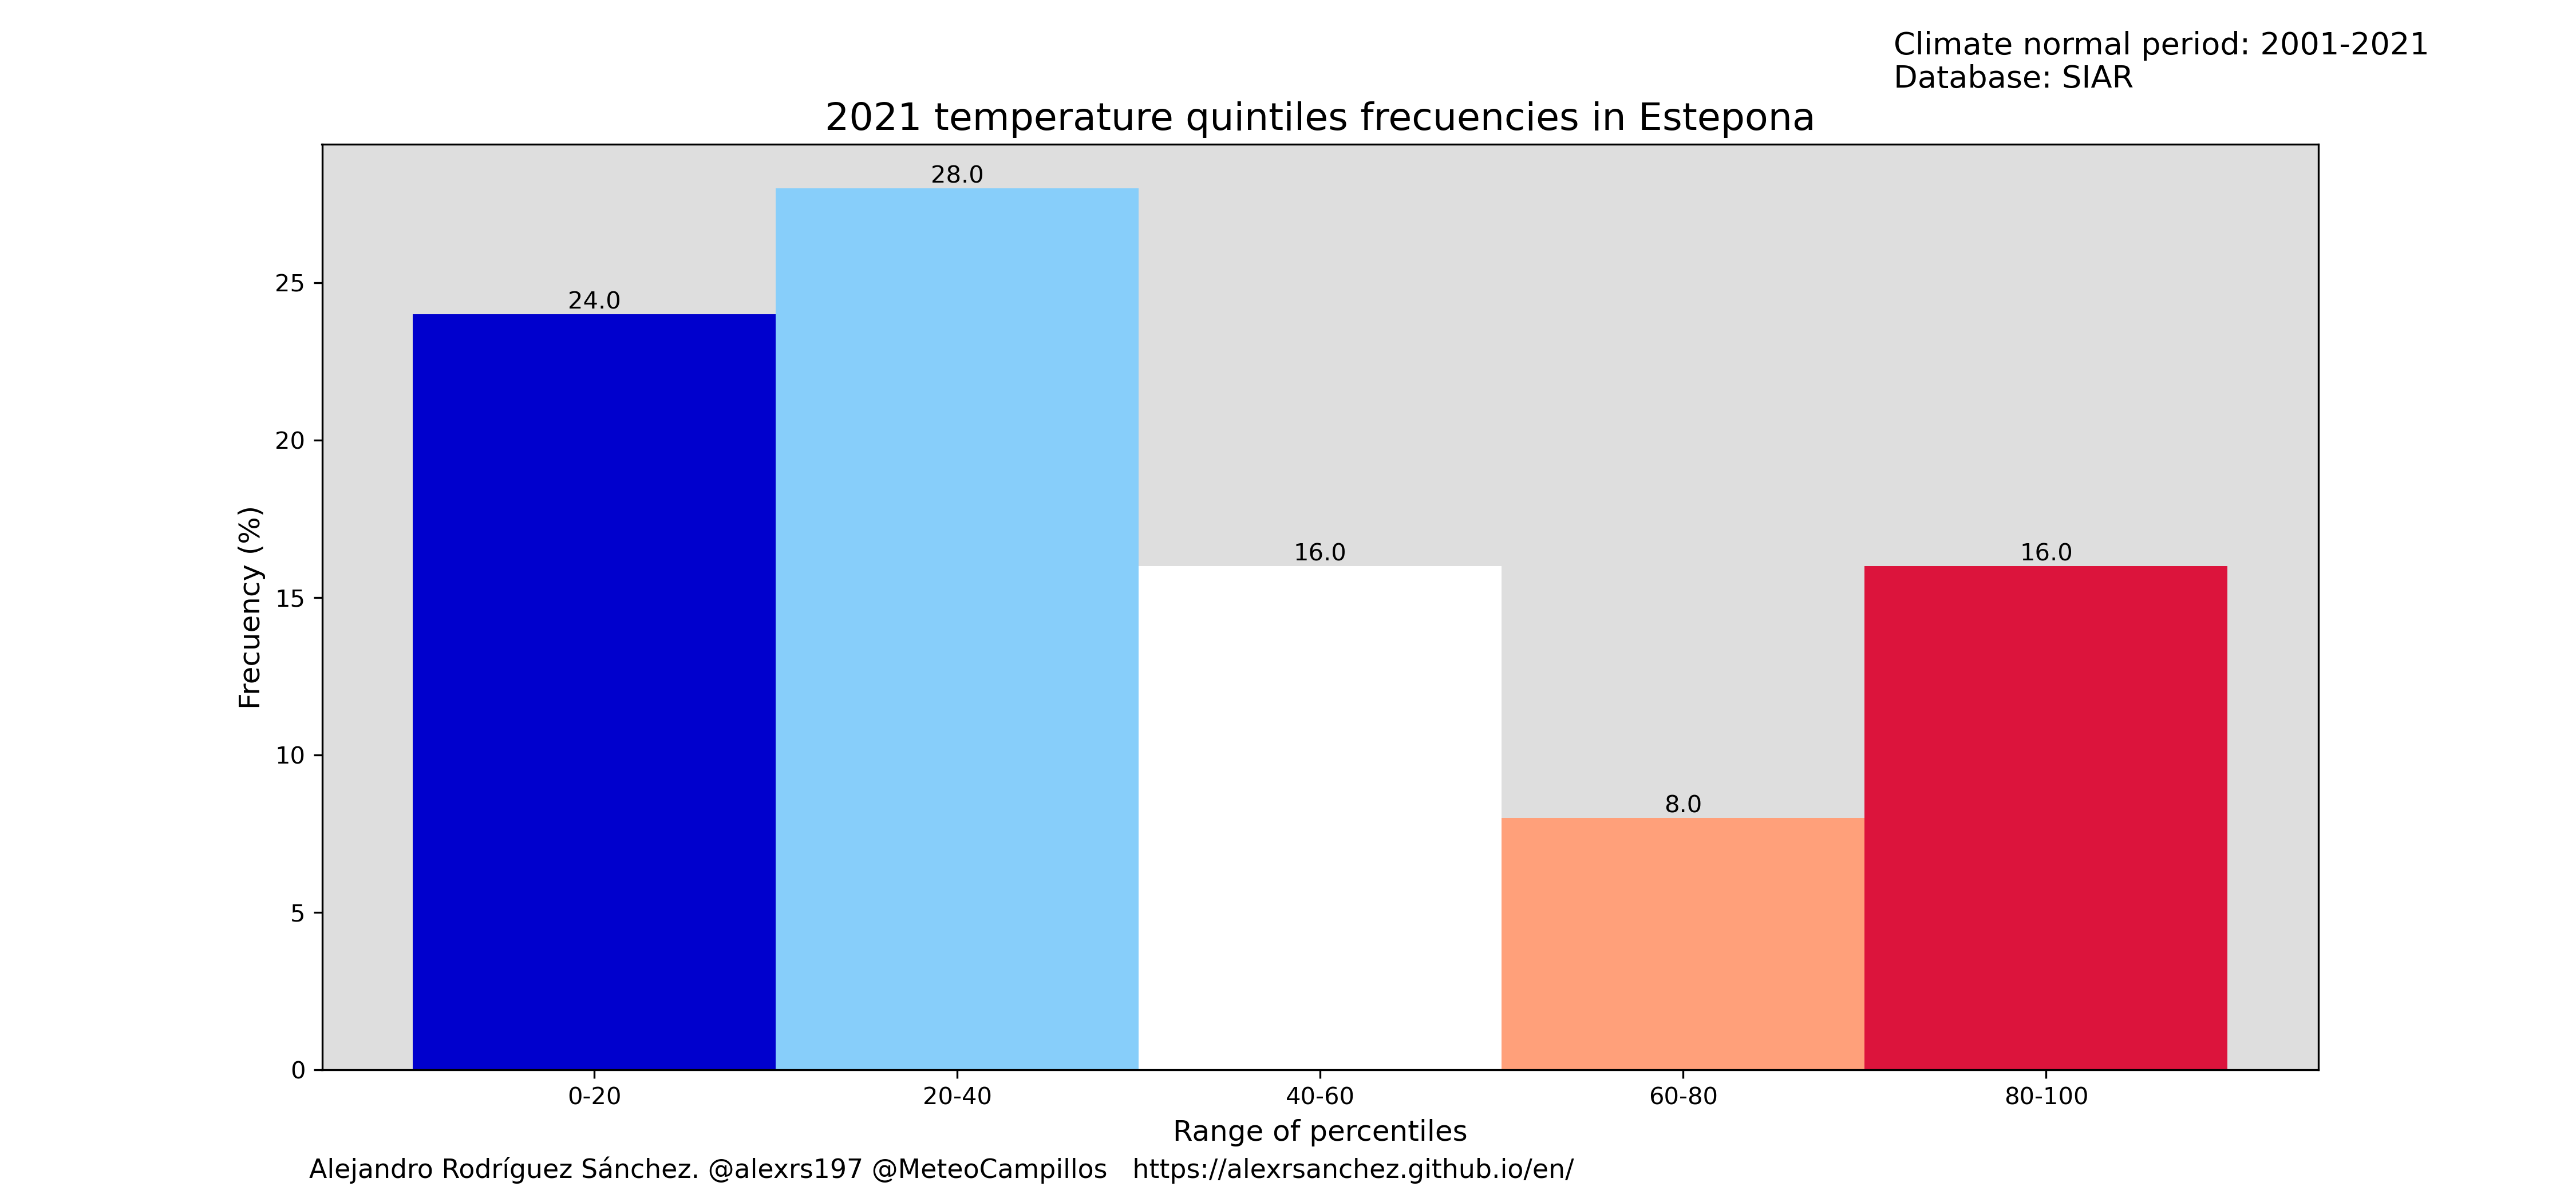 Climate normal period: 2001-2021
Database: SIAR
2021 temperature quintiles frecuencies in Estepona
28.0
25
24.0
20
16.0
16.0
15
Frecuency (%)
10
8.0
5
0
0-20
20-40
40-60
60-80
80-100
Range of percentiles
Alejandro Rodríguez Sánchez. @alexrs197 @MeteoCampillos https://alexrsanchez.github.io/en/